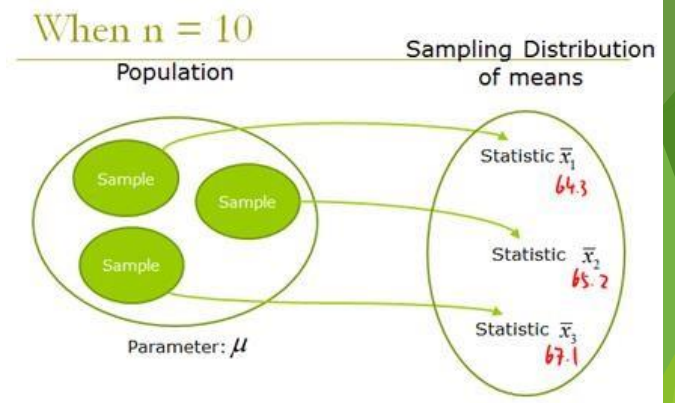 When n = 10
Population
Sampling Distribution
of means
Sample
Sample
Sample
Statistic x̄₁
64.3
Statistic x̄₂
65.2
Statistic x̄₃
67.1
Parameter: μ